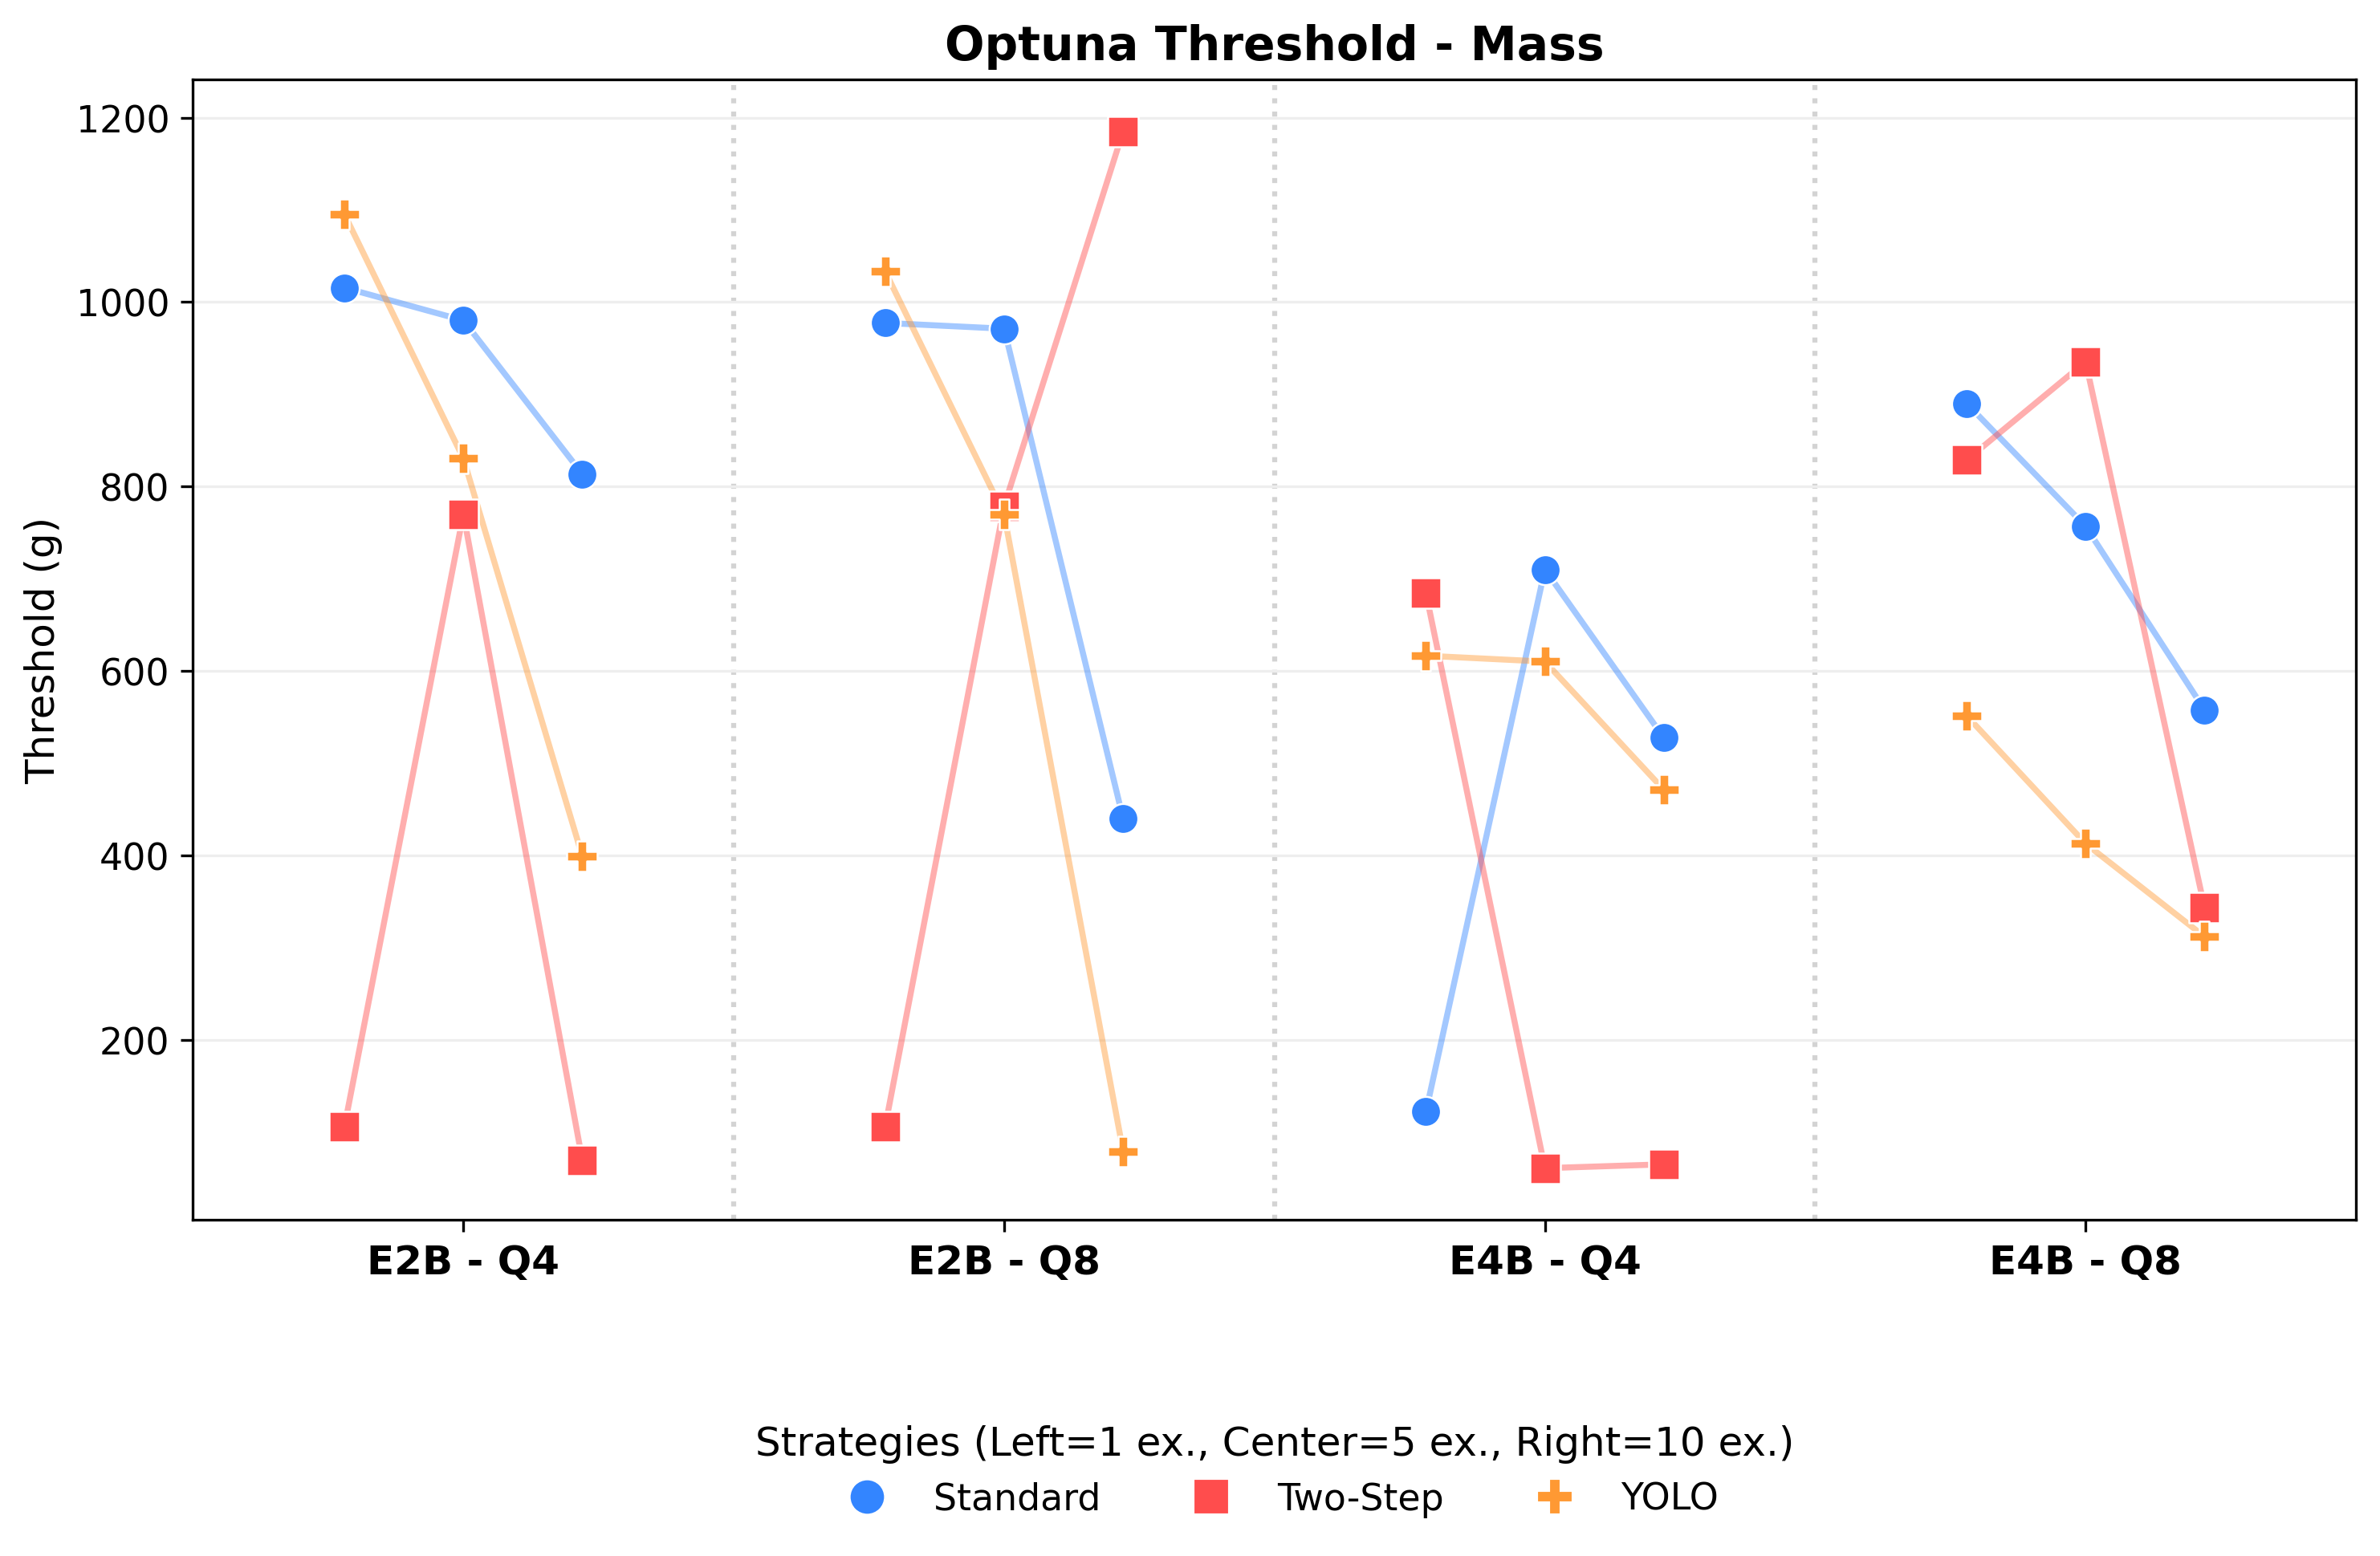 Optuna Threshold - Mass
Threshold (g)
1200
1000
800
600
400
200
E2B - Q4
E2B - Q8
E4B - Q4
E4B - Q8
Strategies (Left=1 ex., Center=5 ex., Right=10 ex.)
Standard
Two-Step
YOLO